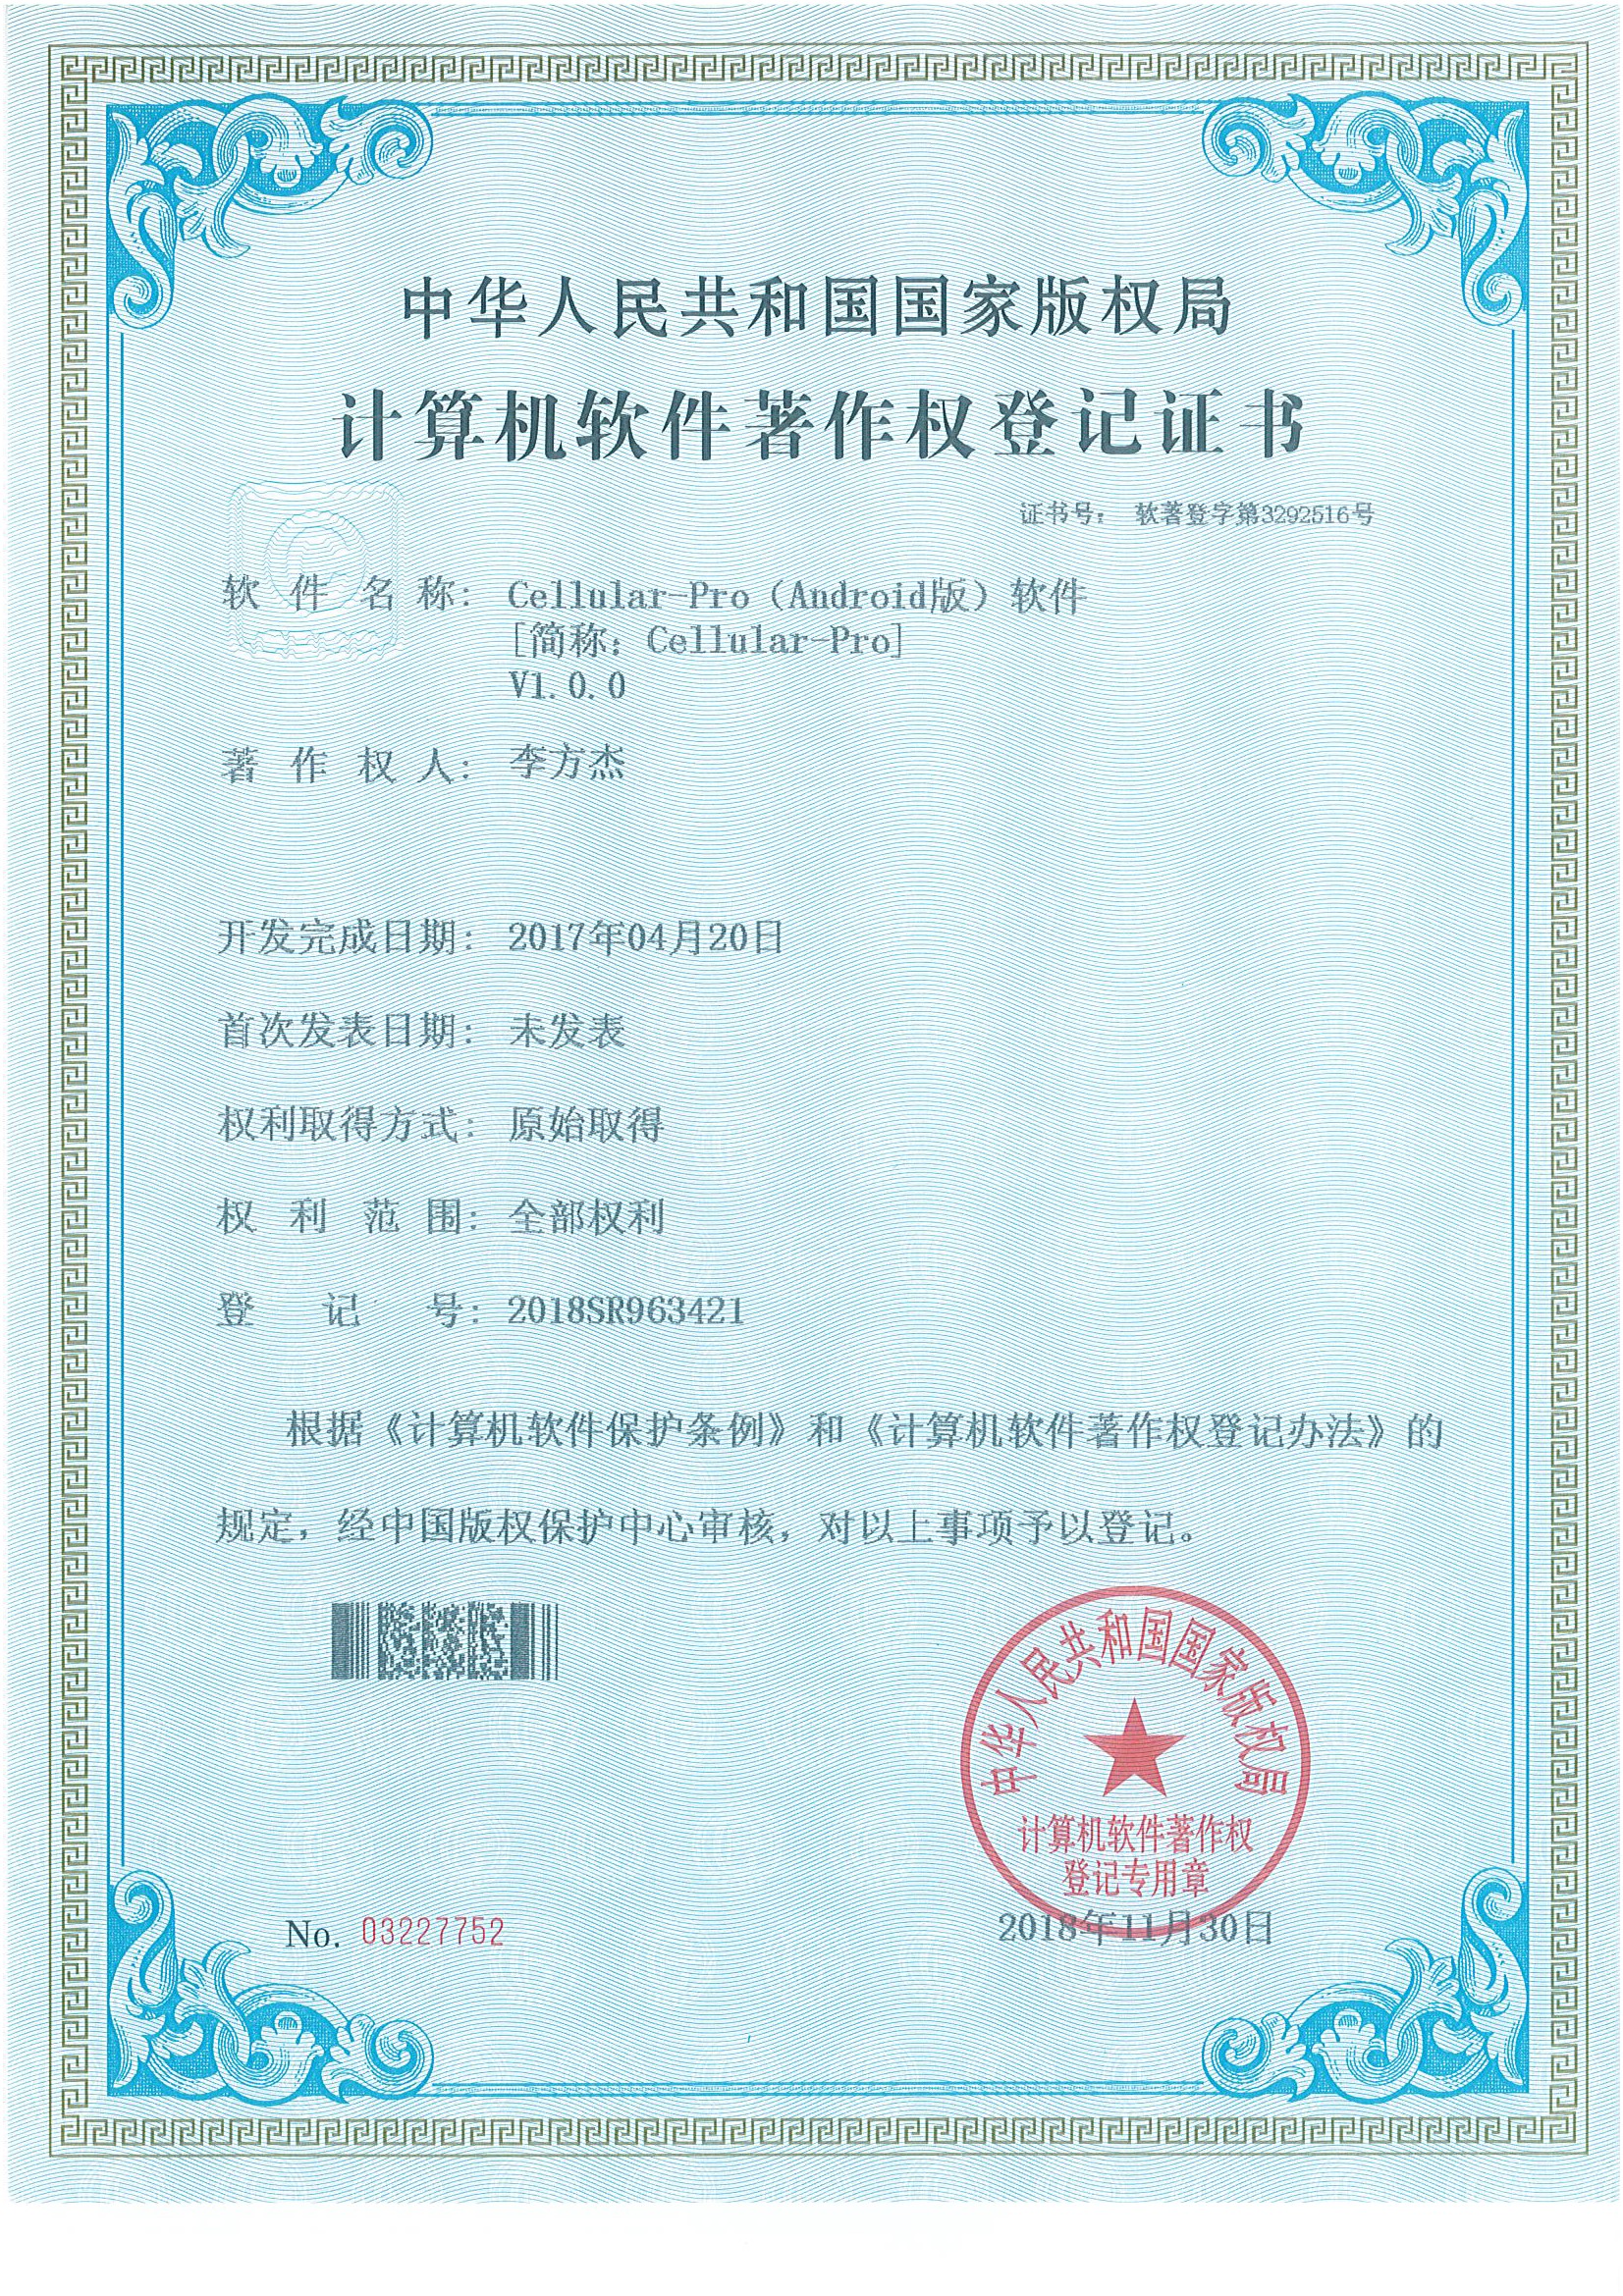 中华人民共和国国家版权局
计算机软件著作权登记证书
证书号： 软著登字第3292516号
软件名称： Cellular-Pro（Android版）软件
[简称：Cellular-Pro]
V1.0.0
著作权人： 李方杰
开发完成日期： 2017年04月20日
首次发表日期： 未发表
权利取得方式： 原始取得
权利范围： 全部权利
登记号： 2018SR963421
根据《计算机软件保护条例》和《计算机软件著作权登记办法》的
规定，经中国版权保护中心审核，对以上事项予以登记。
中华人民共和国国家版权局
计算机软件著作权
登记专用章
No. 03227752
2018年11月30日